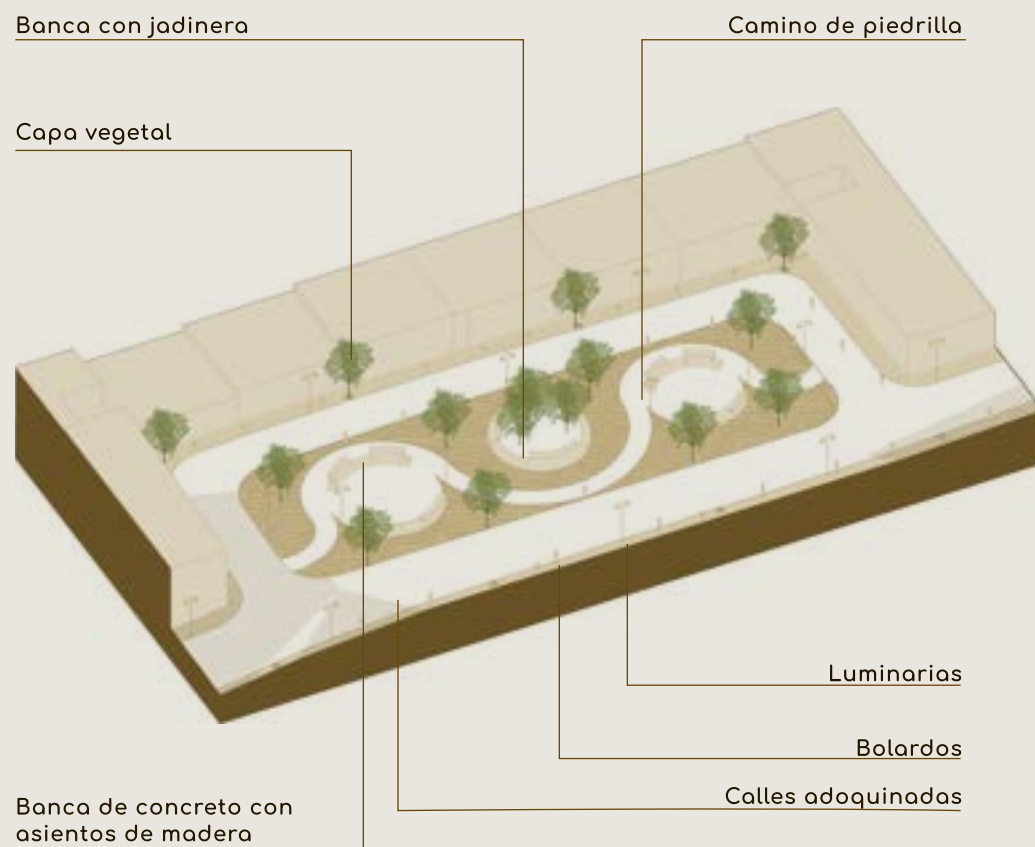 Banca con jadinera
Camino de piedrilla
Capa vegetal
Luminarias
Bolardos
Calles adoquinadas
Banca de concreto con
asientos de madera